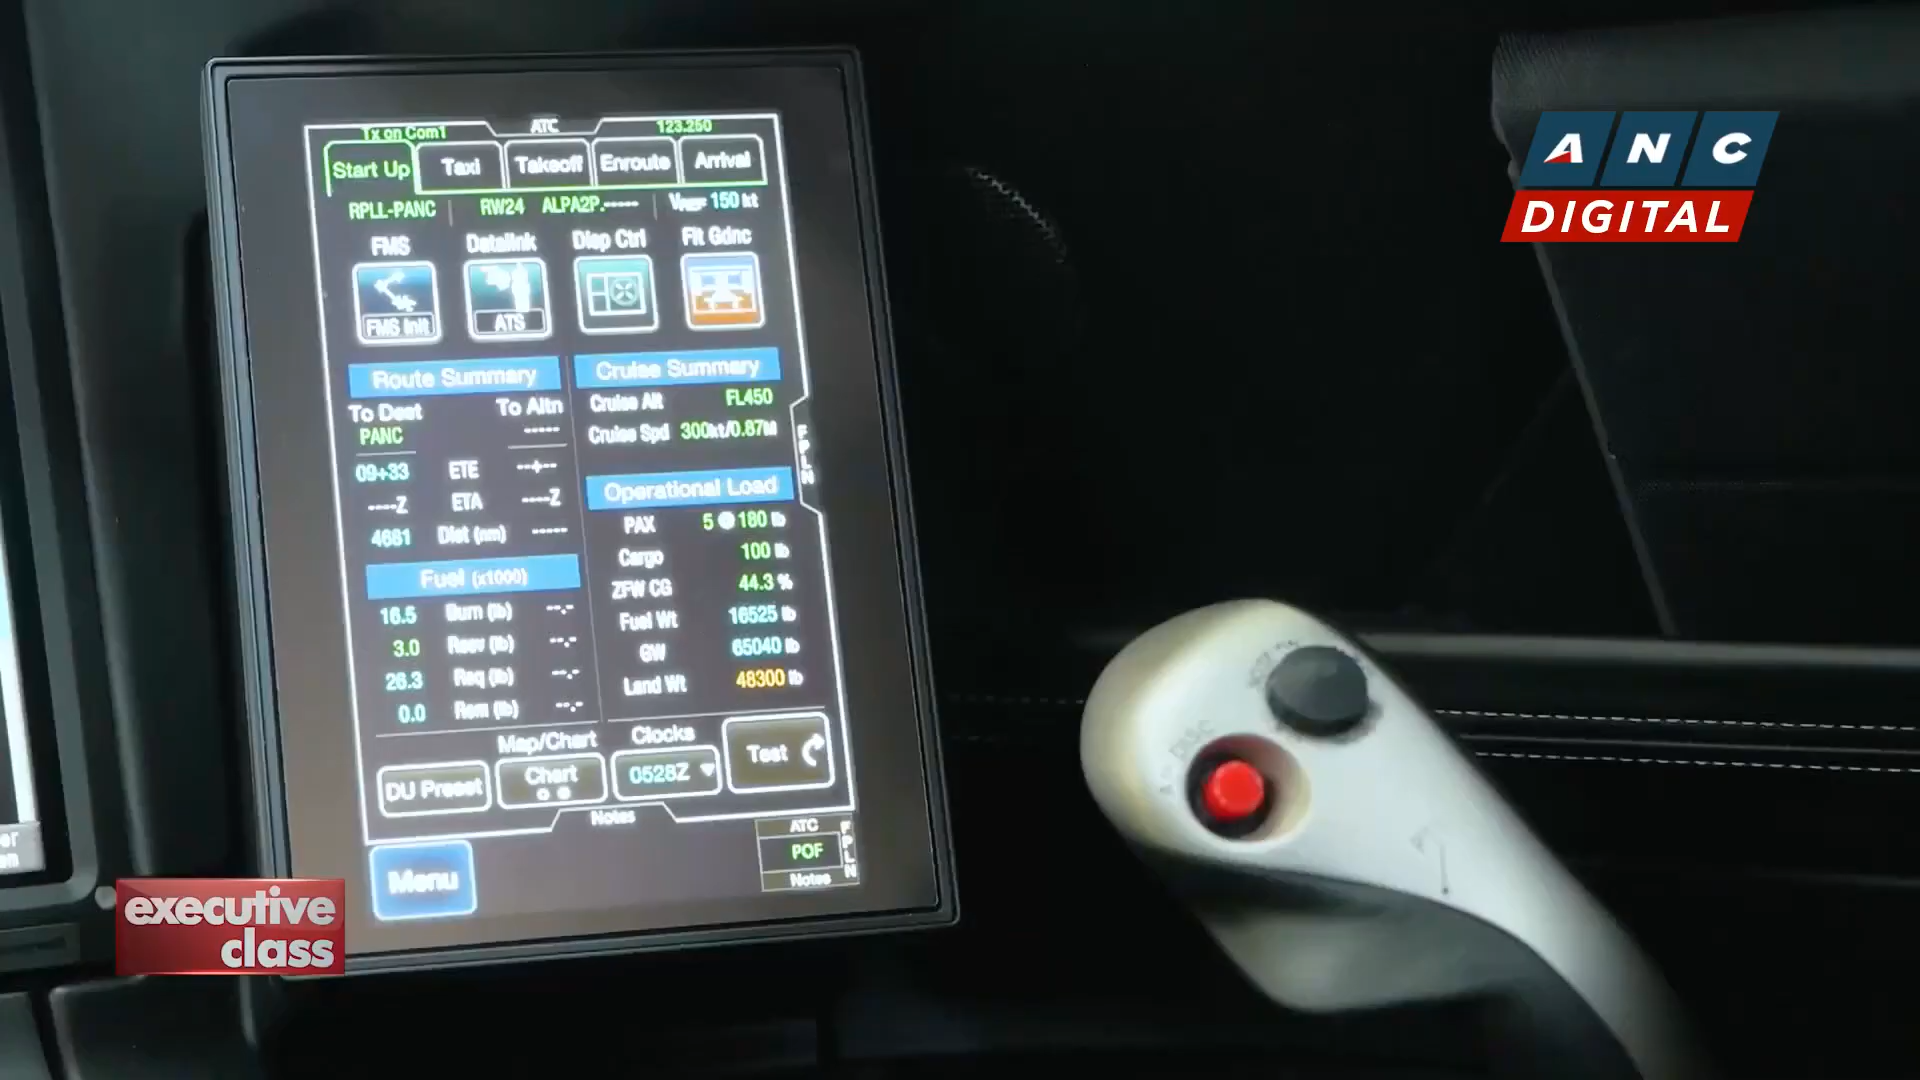 Tx on Com1 ATC 123.250
Start Up Taxi Takeoff Enroute Arrival
RPLL-PANC RW24 ALPA2P.----- VREF 150 kt
FMS Datalink Disp Ctrl Flt Gdnc
FMS Init ATS
Route Summary Cruise Summary
To Dest To Altn Cruise Alt FL450
PANC ----- Cruise Spd 300kt/0.87M
09+33 ETE --+--
FPLN
Operational Load
----Z ETA ----Z
PAX 5 @ 180 lb
4681 Dist (nm) -----
Cargo 100 lb
Fuel (x1000)
ZFW CG 44.3 %
16.5 Burn (lb) --.-
Fuel Wt 16525 lb
3.0 Resv (lb) --.-
GW 65040 lb
26.3 Req (lb) --.-
Land Wt 48300 lb
0.0 Rem (lb) --.-
Map/Chart Clocks
DU Preset Chart 0528Z Test
Notes
Menu
ATC
POF
Notes
FPLN
ANC
DIGITAL
executive
class